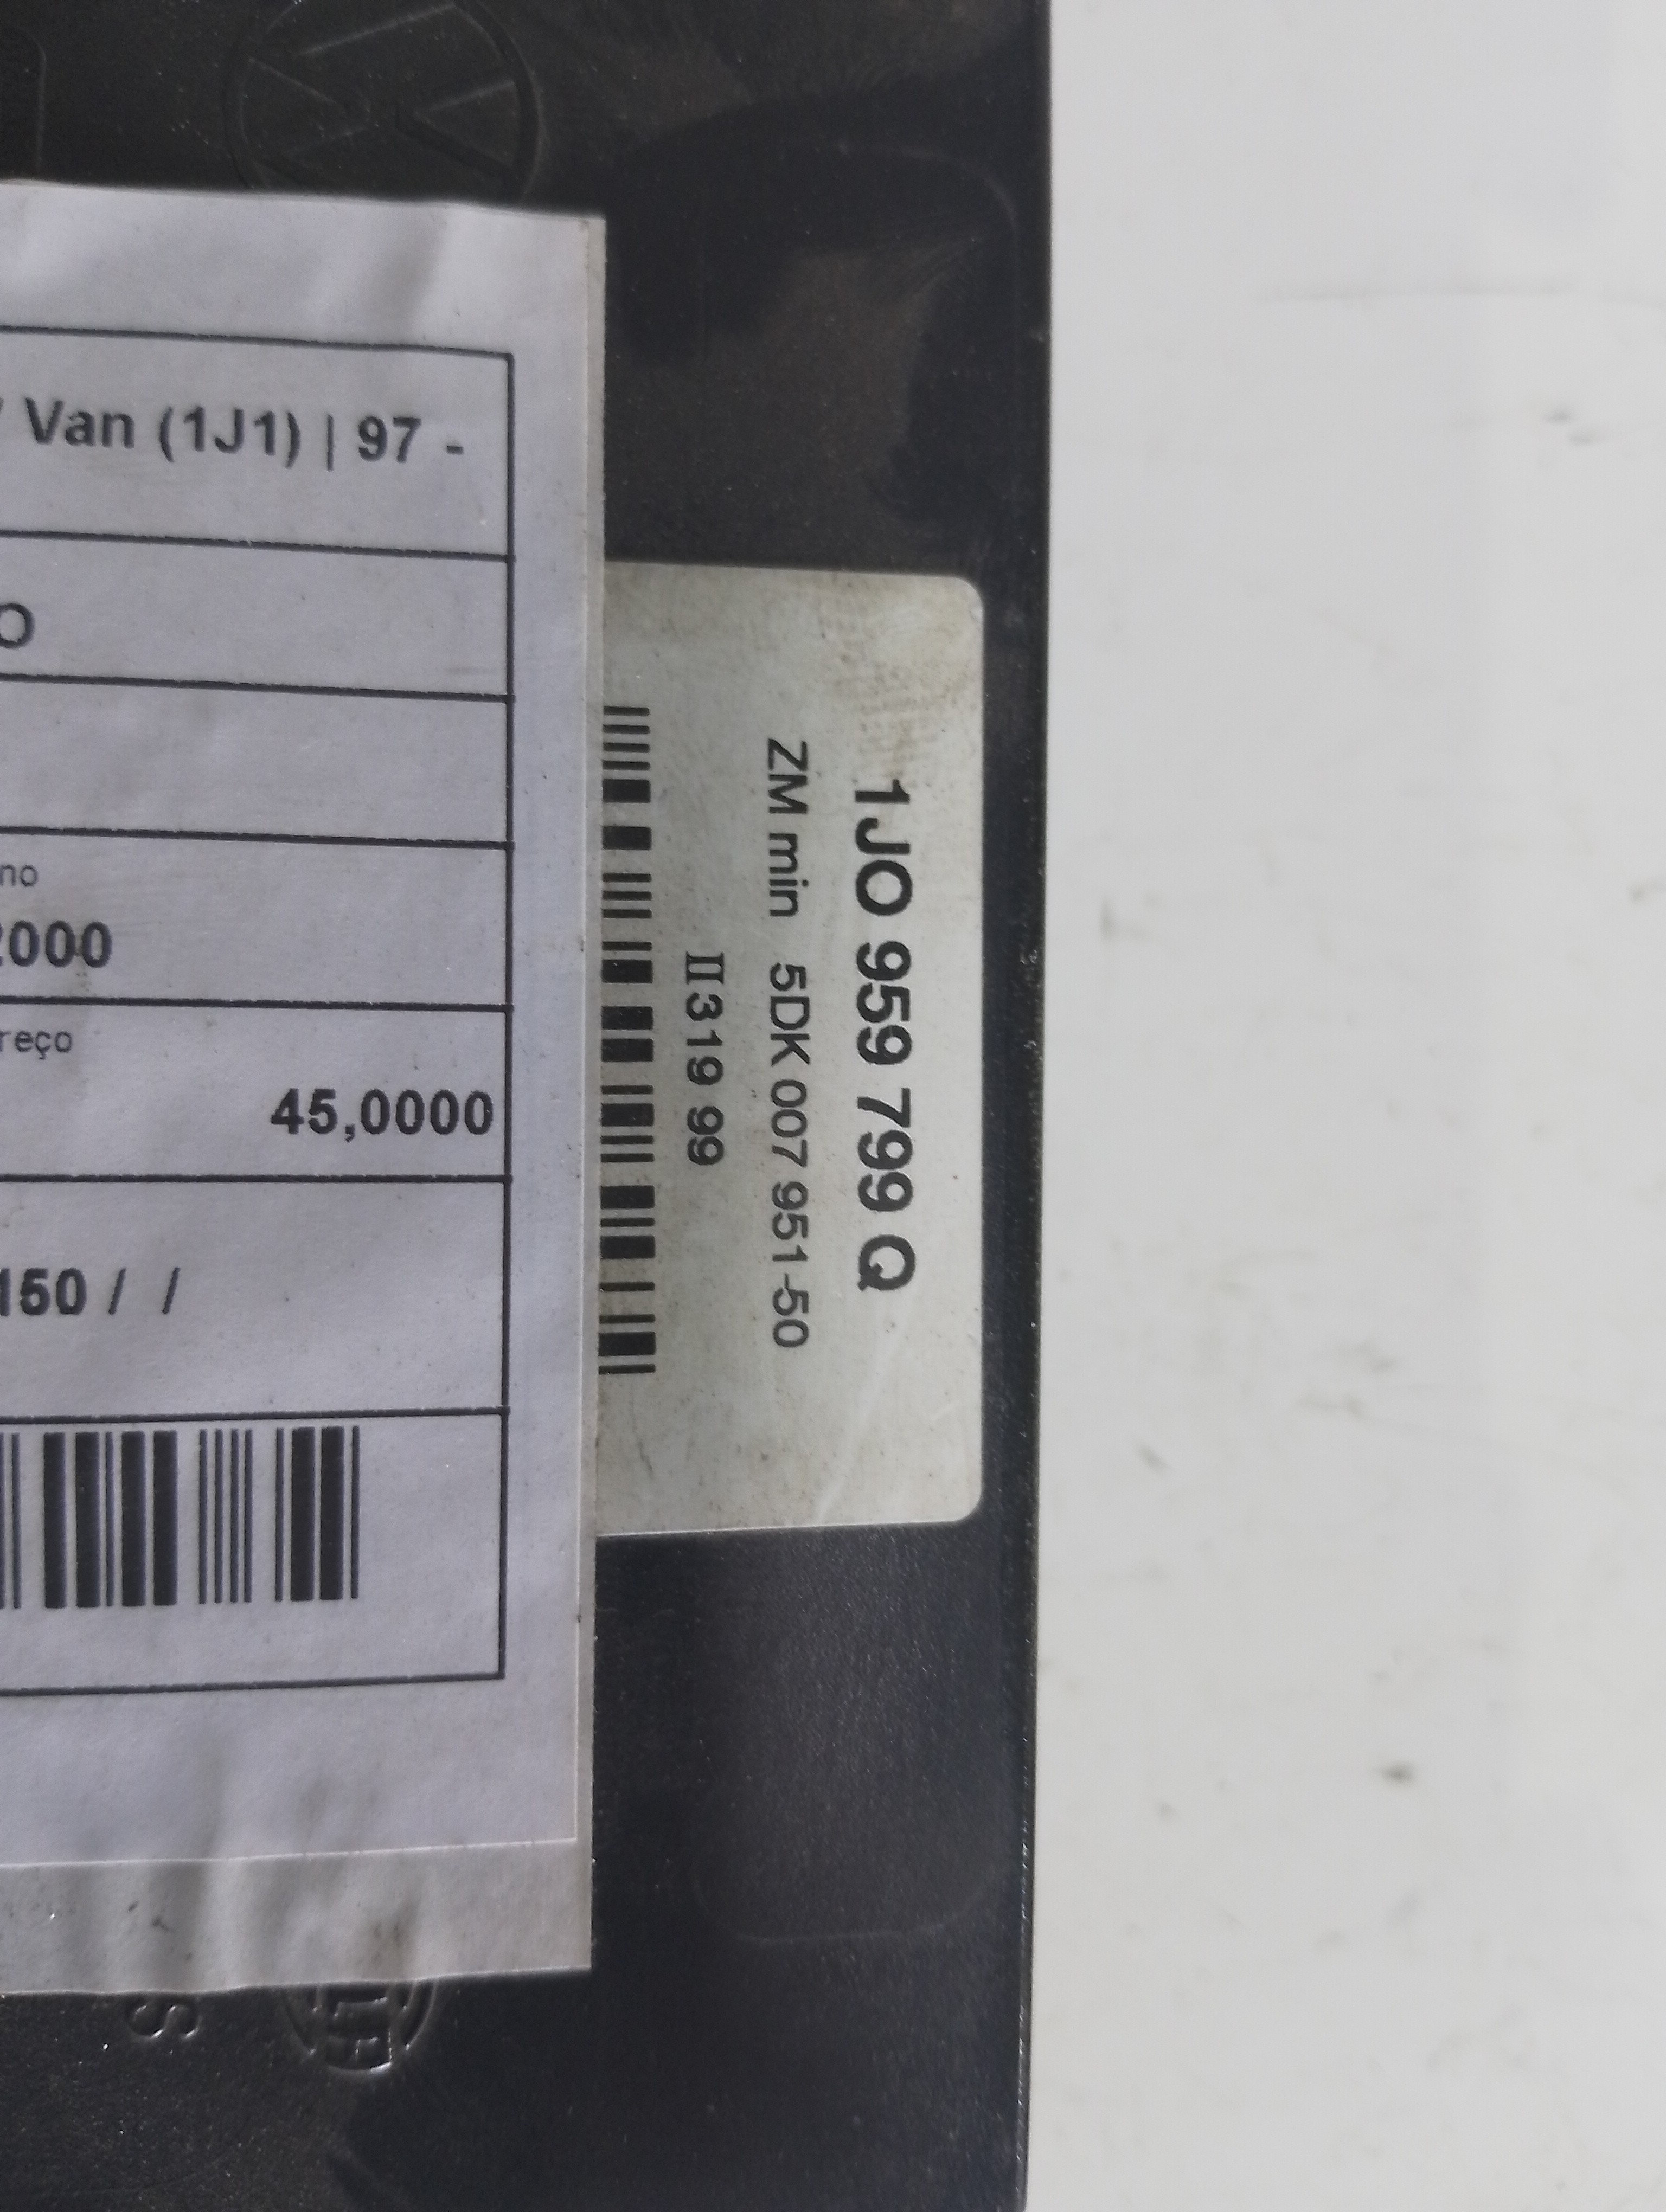 Van (1J1) | 97 -
O
no
2000
reço
45,0000
150 / /
1JO 959 799 Q
ZM min 5DK 007 951-50
II 319 99
S